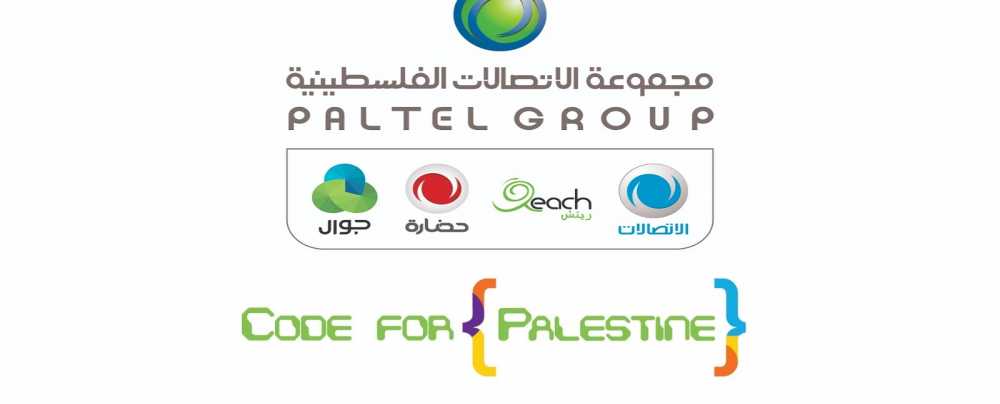 مجموعة الاتصالات الفلسطينية
PALTEL GROUP
جوال
حضارة
Reach
ريتش
الاتصالات
CODE FOR {PALESTINE}